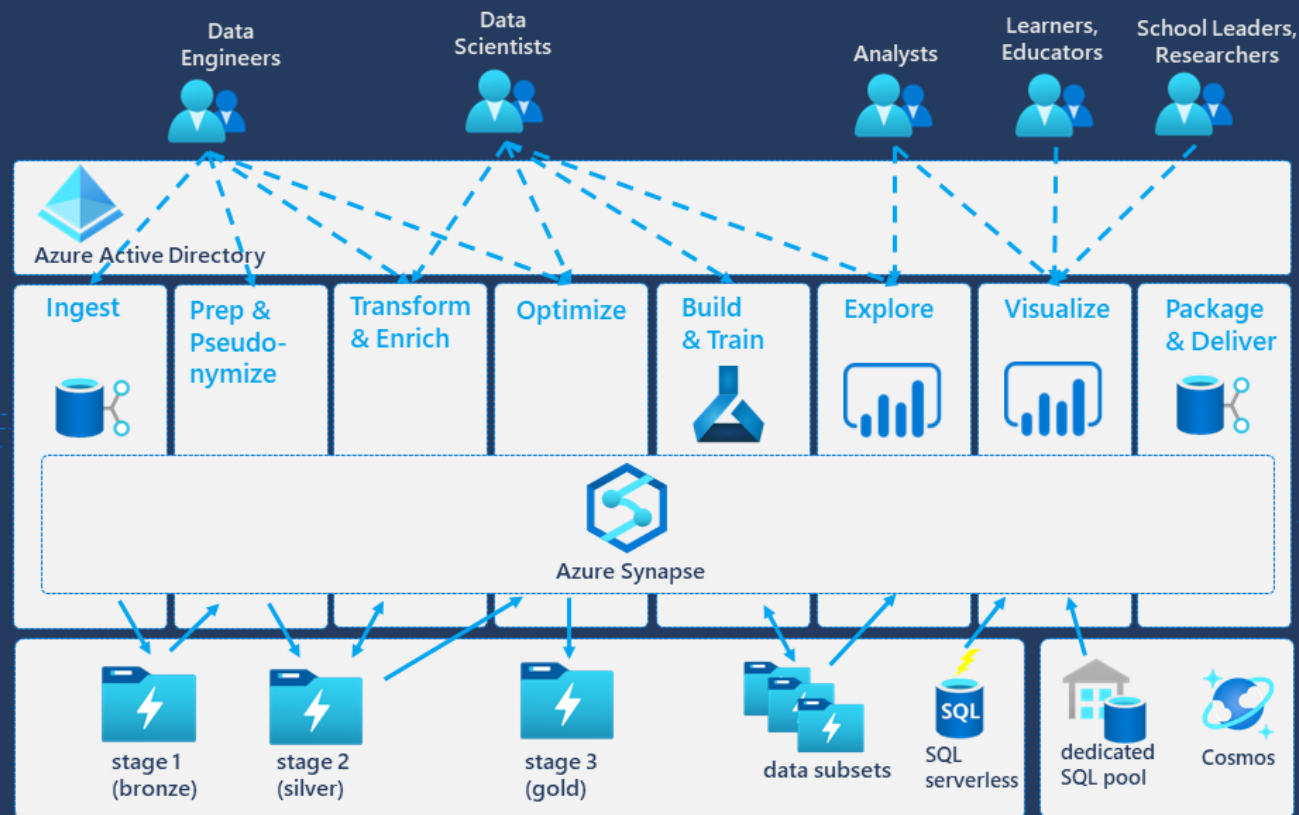 Data
Engineers
Data
Scientists
Analysts
Learners,
Educators
School Leaders,
Researchers
Azure Active Directory
Ingest
Prep &
Pseudo-
nymize
Transform
& Enrich
Optimize
Build
& Train
Explore
Visualize
Package
& Deliver
Azure Synapse
stage 1
(bronze)
stage 2
(silver)
stage 3
(gold)
data subsets
SQL
SQL
serverless
dedicated
SQL pool
Cosmos